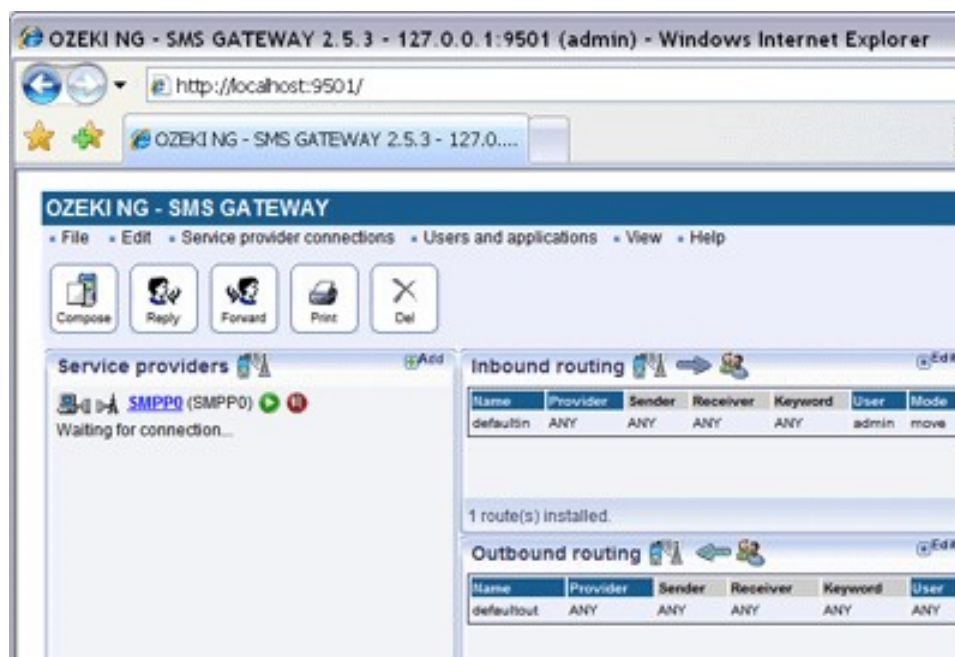 OZEKI NG - SMS GATEWAY 2.5.3 - 127.0.0.1:9501 (admin) - Windows Internet Explorer
http://localhost:9501/
OZEKI NG - SMS GATEWAY 2.5.3 - 127.0....
OZEKI NG - SMS GATEWAY
File Edit Service provider connections Users and applications View Help
Compose Reply Forward Print Del
Service providers Add
SMPP0 (SMPP0)
Waiting for connection...
Inbound routing Edit
Name Provider Sender Receiver Keyword User Mode
defaultin ANY ANY ANY ANY admin move
1 route(s) installed.
Outbound routing Edit
Name Provider Sender Receiver Keyword User
defaultout ANY ANY ANY ANY ANY